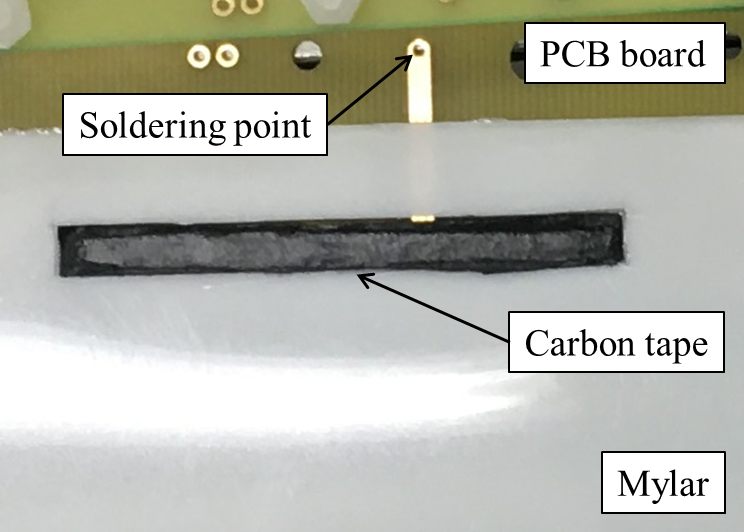 PCB board
Soldering point
Carbon tape
Mylar